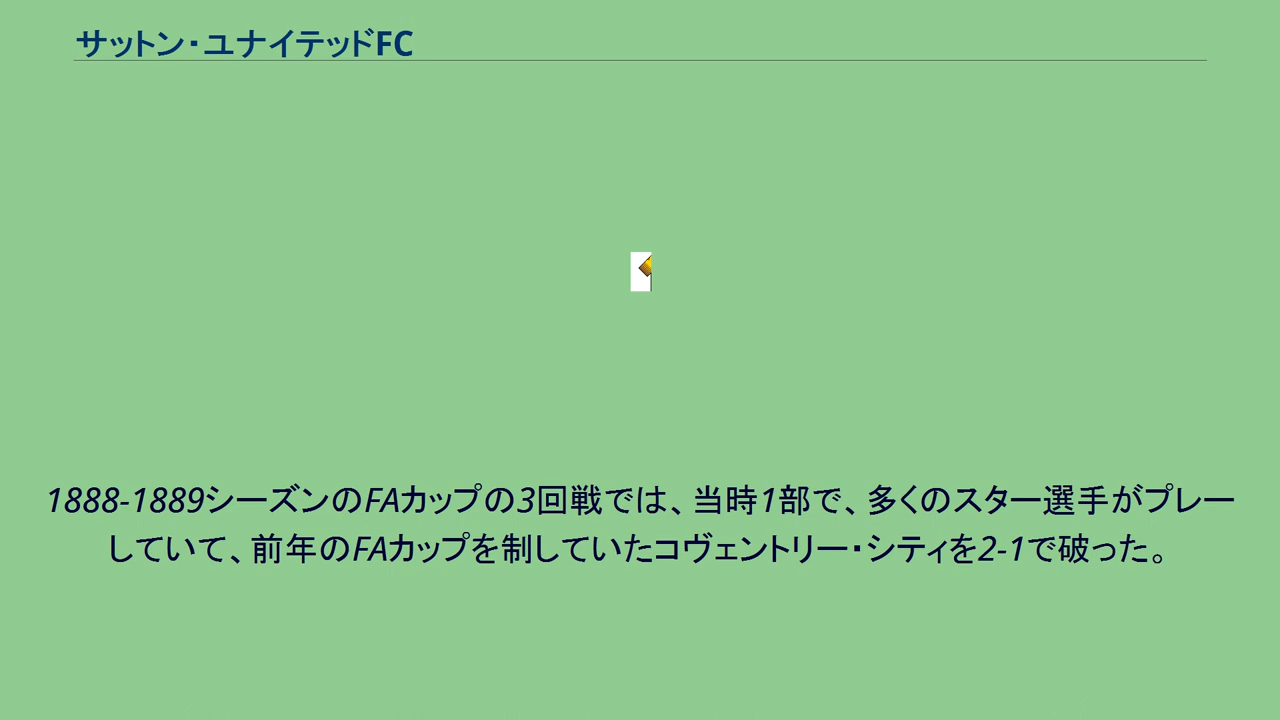 サットン・ユナイテッドFC
1888-1889シーズンのFAカップの3回戦では、当時1部で、多くのスター選手がプレー
していて、前年のFAカップを制していたコヴェントリー・シティを2-1で破った。